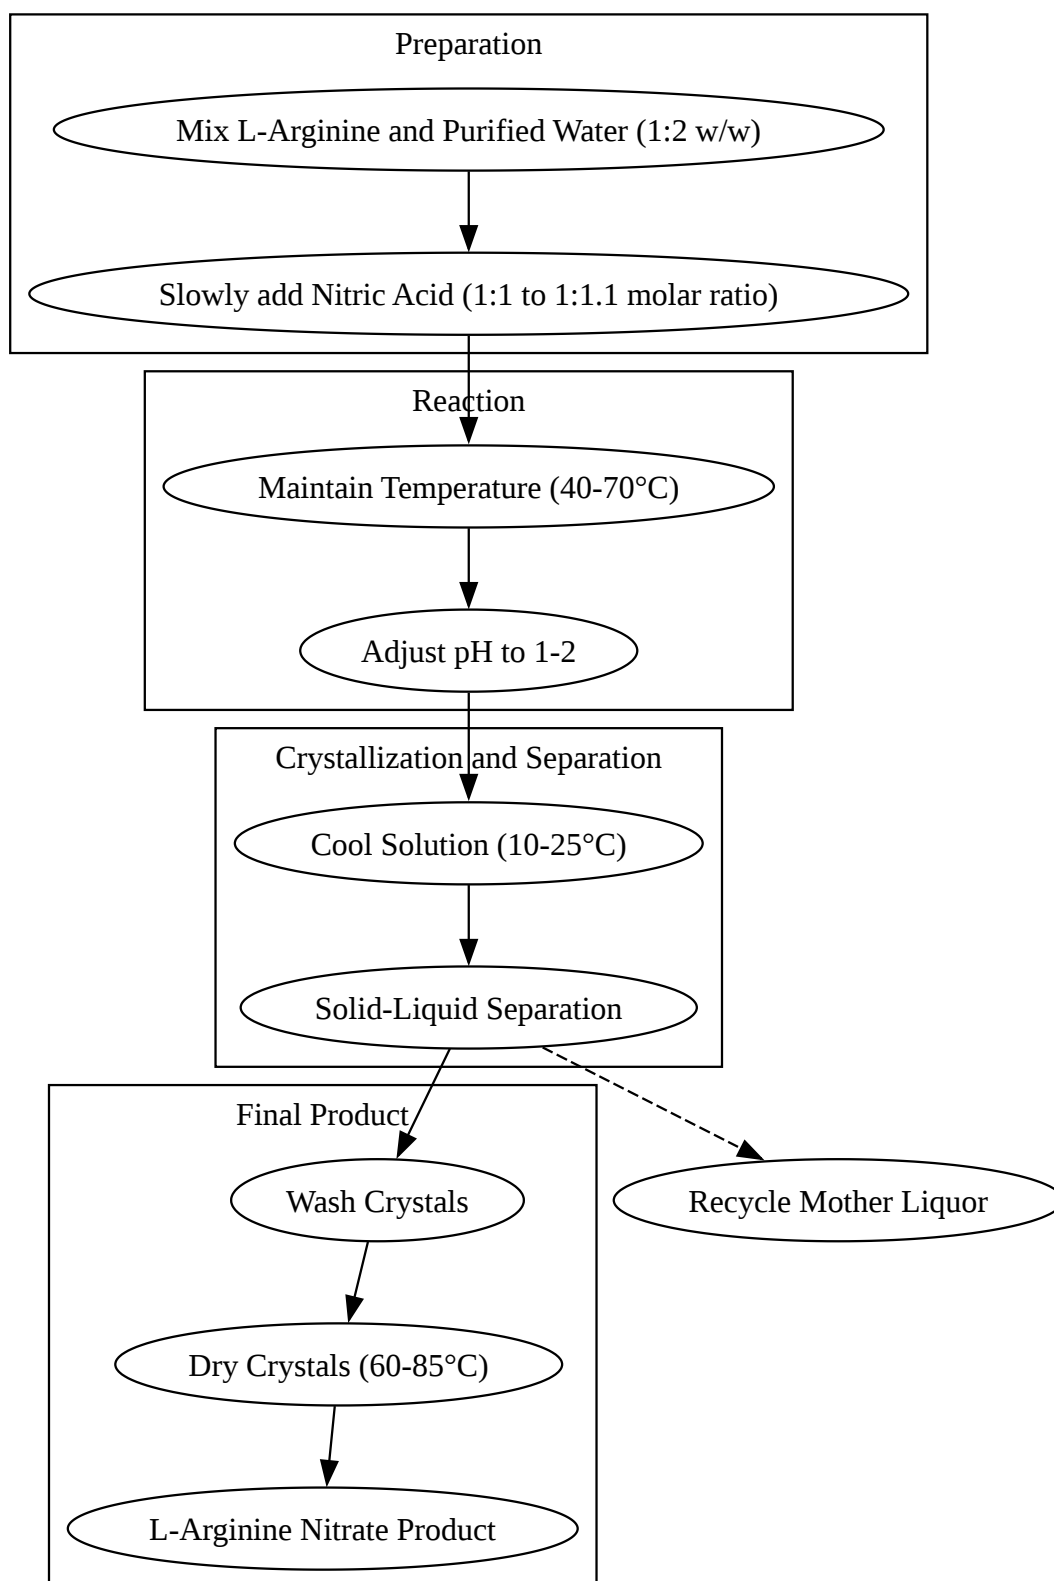 Preparation
Mix L-Arginine and Purified Water (1:2 w/w)
Slowly add Nitric Acid (1:1 to 1:1.1 molar ratio)
Reaction
Maintain Temperature (40-70°C)
Adjust pH to 1-2
Crystallization and Separation
Cool Solution (10-25°C)
Solid-Liquid Separation
Final Product
Wash Crystals
Recycle Mother Liquor
Dry Crystals (60-85°C)
L-Arginine Nitrate Product